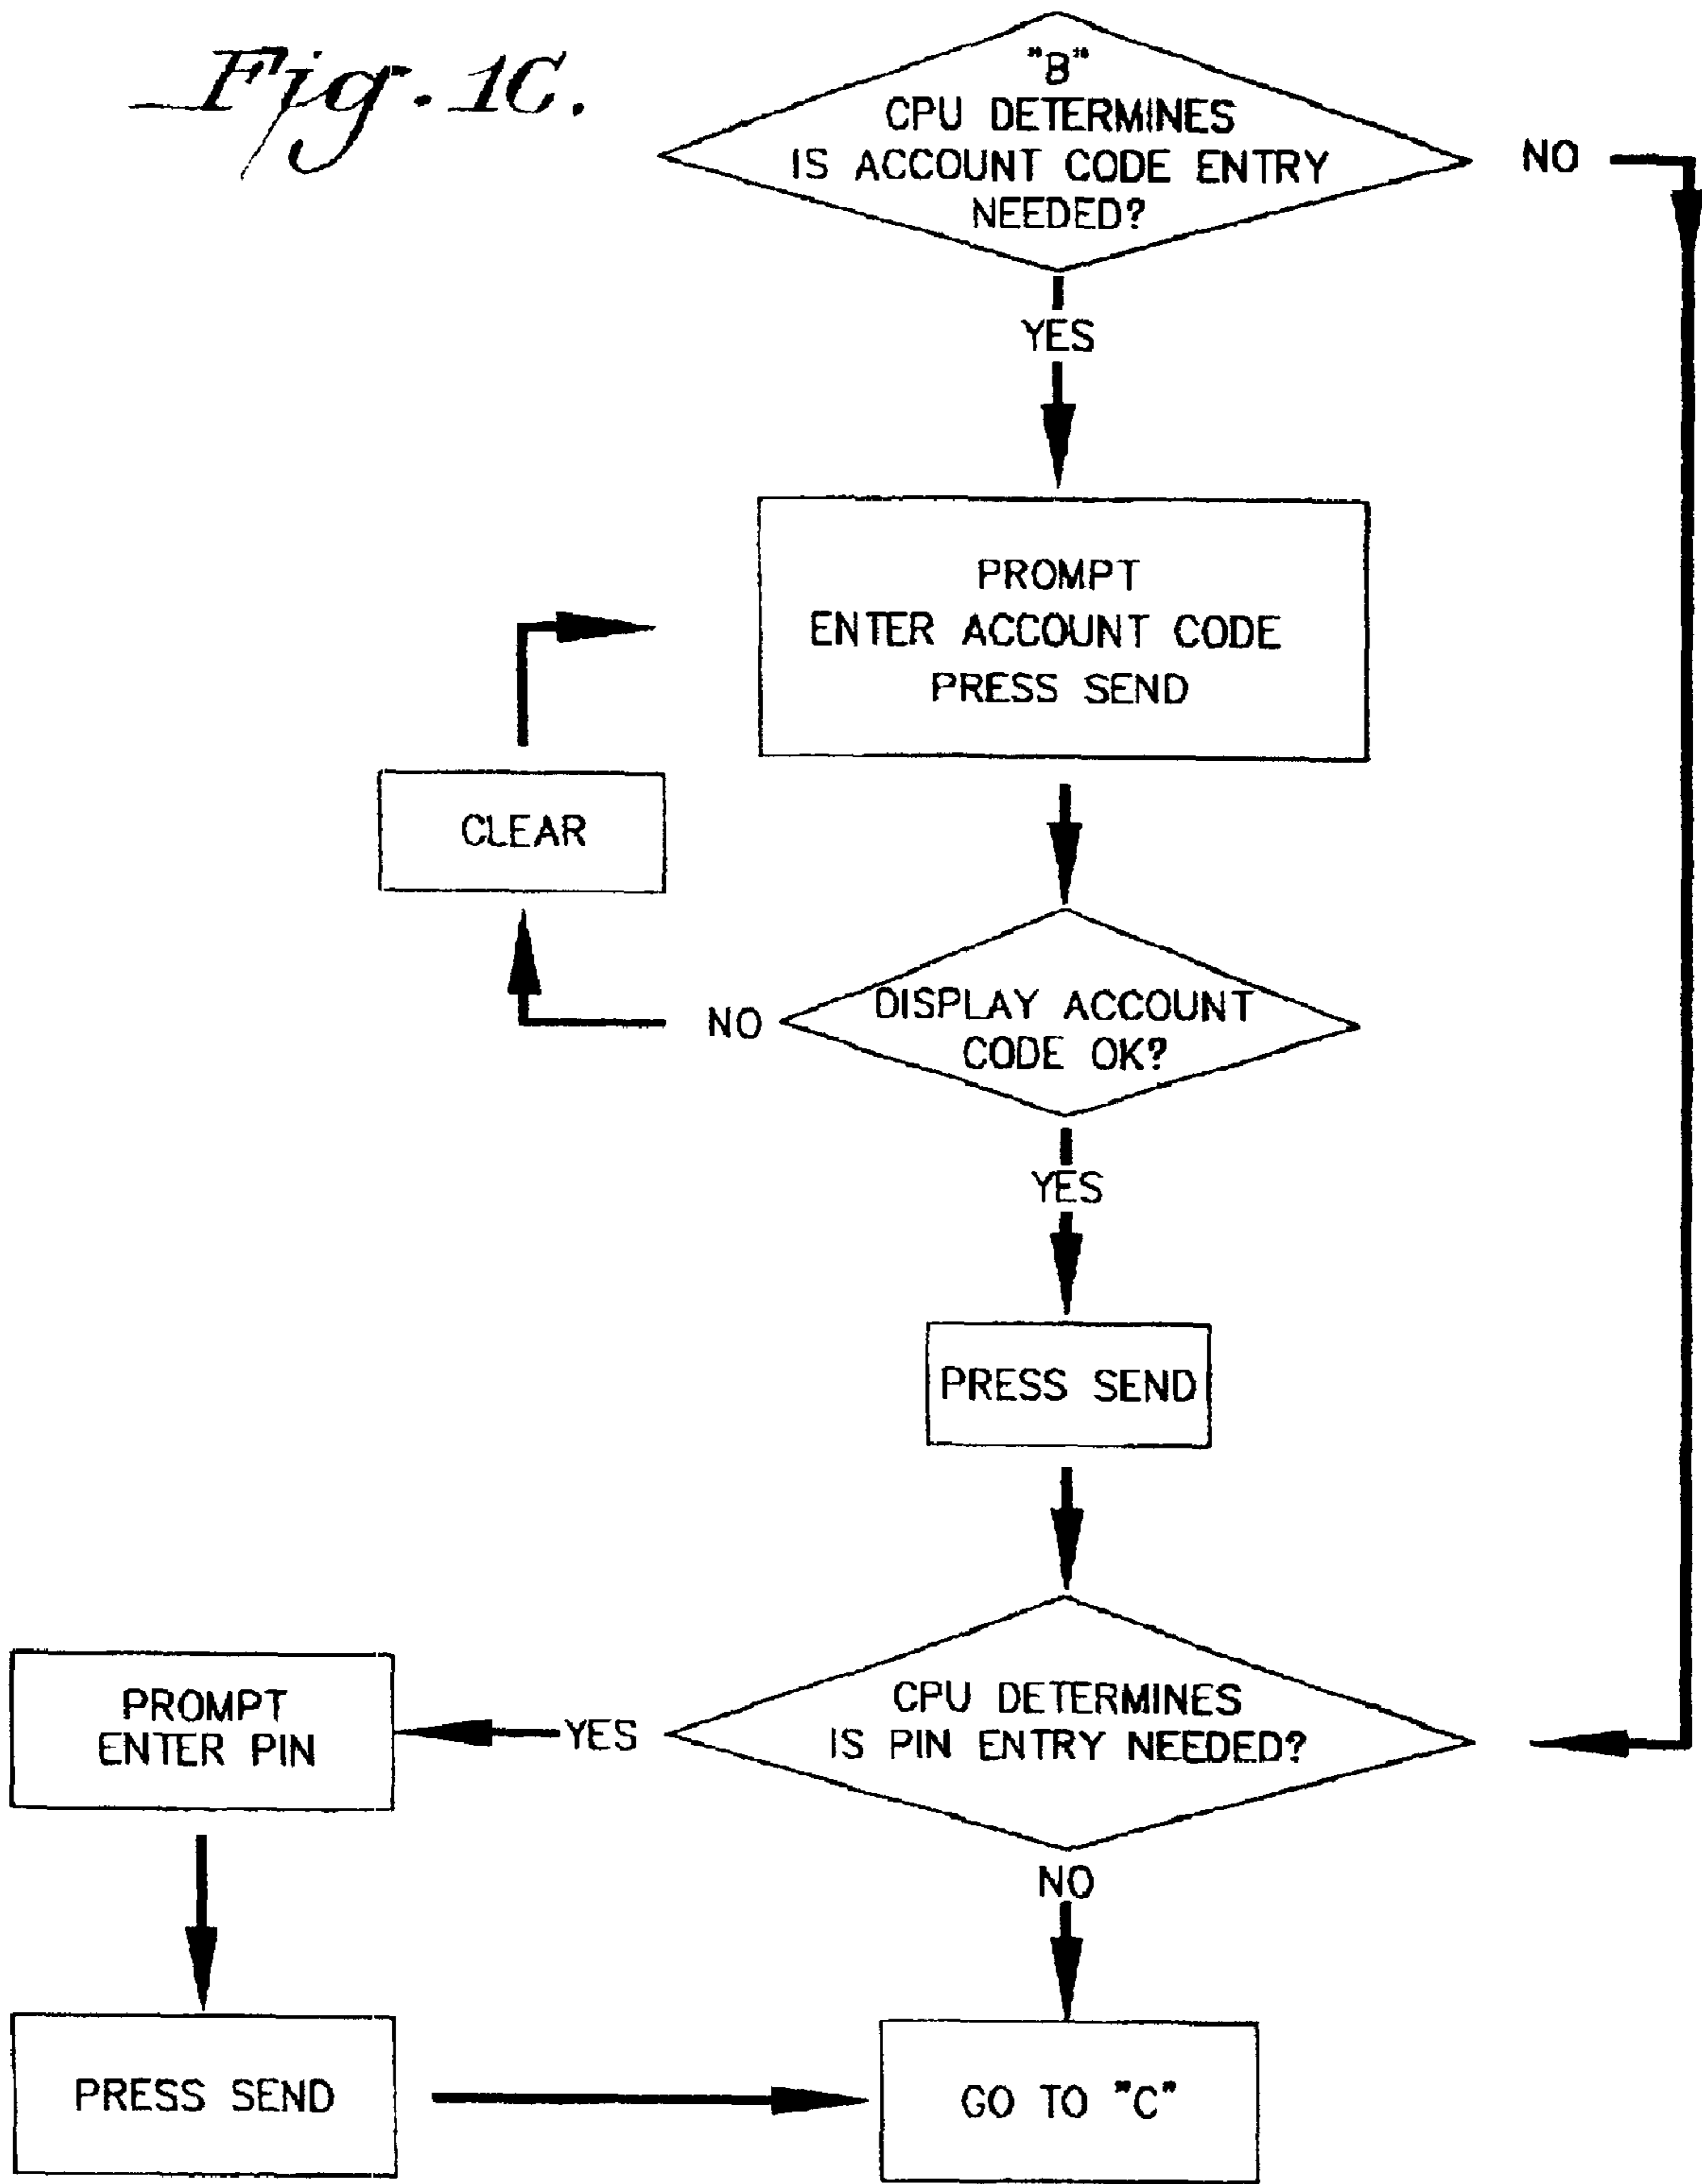 Fig. 1C.
"B"
CPU DETERMINES
IS ACCOUNT CODE ENTRY
NEEDED?
NO
YES
PROMPT
ENTER ACCOUNT CODE
PRESS SEND
CLEAR
DISPLAY ACCOUNT
CODE OK?
NO
YES
PRESS SEND
CPU DETERMINES
IS PIN ENTRY NEEDED?
YES
PROMPT
ENTER PIN
NO
PRESS SEND
GO TO "C"